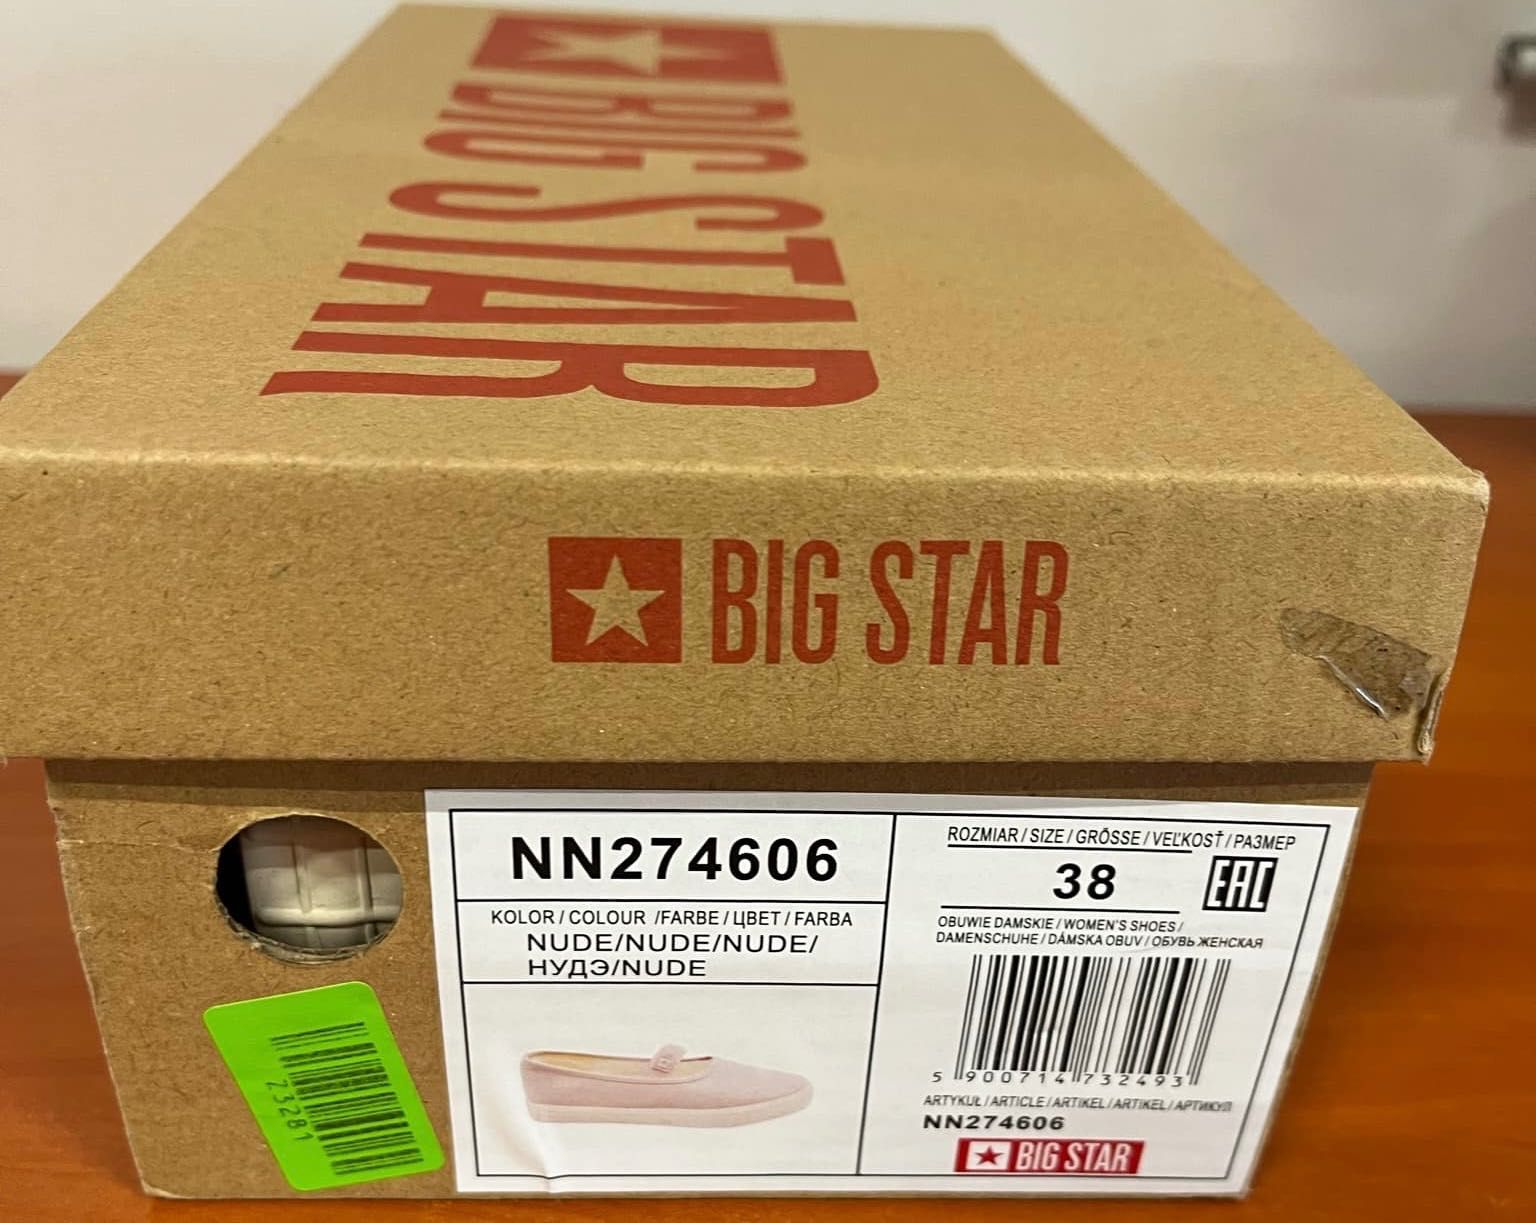 BIG STAR
BIG STAR
NN274606
KOLOR / COLOUR /FARBE / ЦВЕТ / FARBA
NUDE/NUDE/NUDE/
НУДЭ/NUDE
ROZMIAR / SIZE / GRÖSSE / VEĽKOSŤ / РАЗМЕР
38
EAC
OBUWIE DAMSKIE / WOMEN'S SHOES /
DAMENSCHUHE / DÁMSKA OBUV / ОБУВЬ ЖЕНСКАЯ
5 900714 732493
ARTYKUŁ / ARTICLE / ARTIKEL / ARTIKEL / АРТИКУЛ
NN274606
BIG STAR
73281